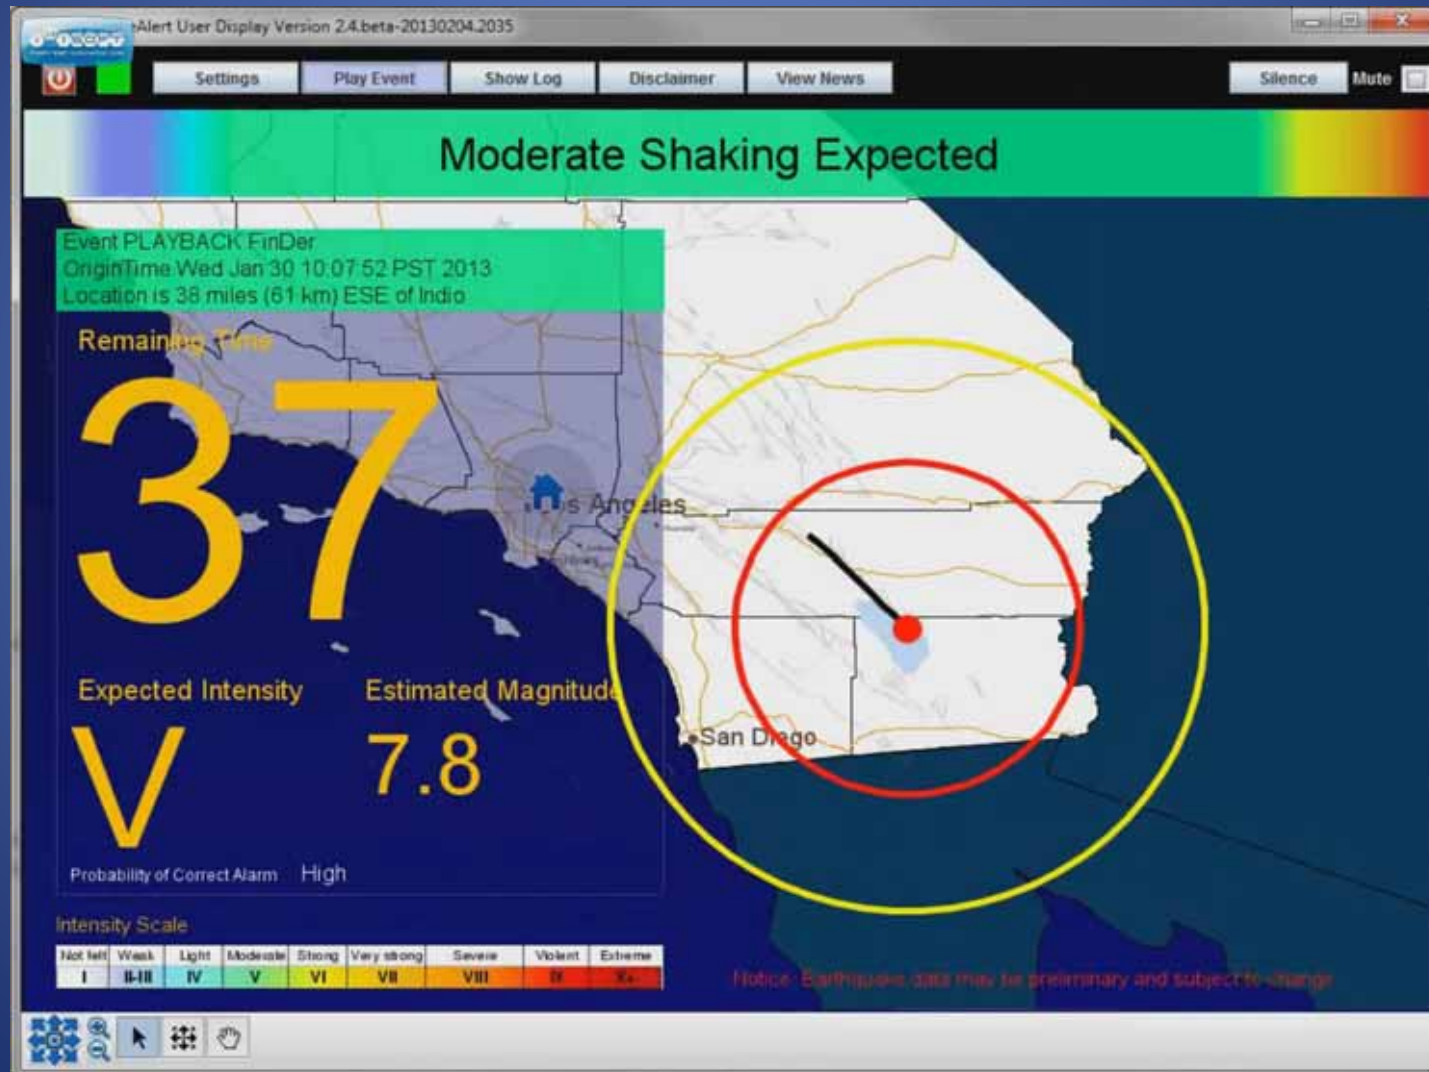 eAlert User Display Version 2.4.beta-20130204.2035
Settings Play Event Show Log Disclaimer View News Silence Mute
Moderate Shaking Expected
Event PLAYBACK FinDer
OriginTime Wed Jan 30 10:07:52 PST 2013
Location is 38 miles (61 km) ESE of Indio
Remaining Time
37
Los Angeles
Expected Intensity Estimated Magnitude
V 7.8
San Diego
Probability of Correct Alarm High
Intensity Scale
Not felt Weak Light Moderate Strong Very strong Severe Violent Extreme
I II-III IV V VI VII VIII IX X+
Notice: Earthquake data may be preliminary and subject to change